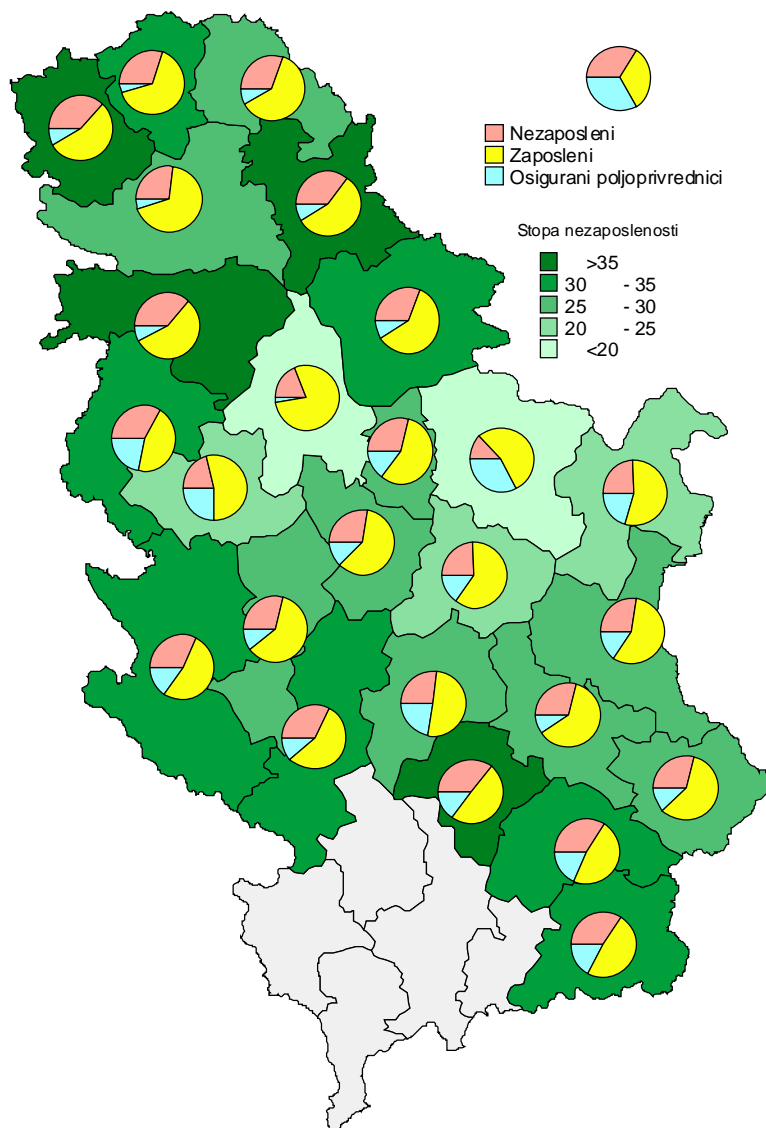 Nezaposleni
Zaposleni
Osigurani poljoprivrednici
Stopa nezaposlenosti
>35
30 - 35
25 - 30
20 - 25
<20